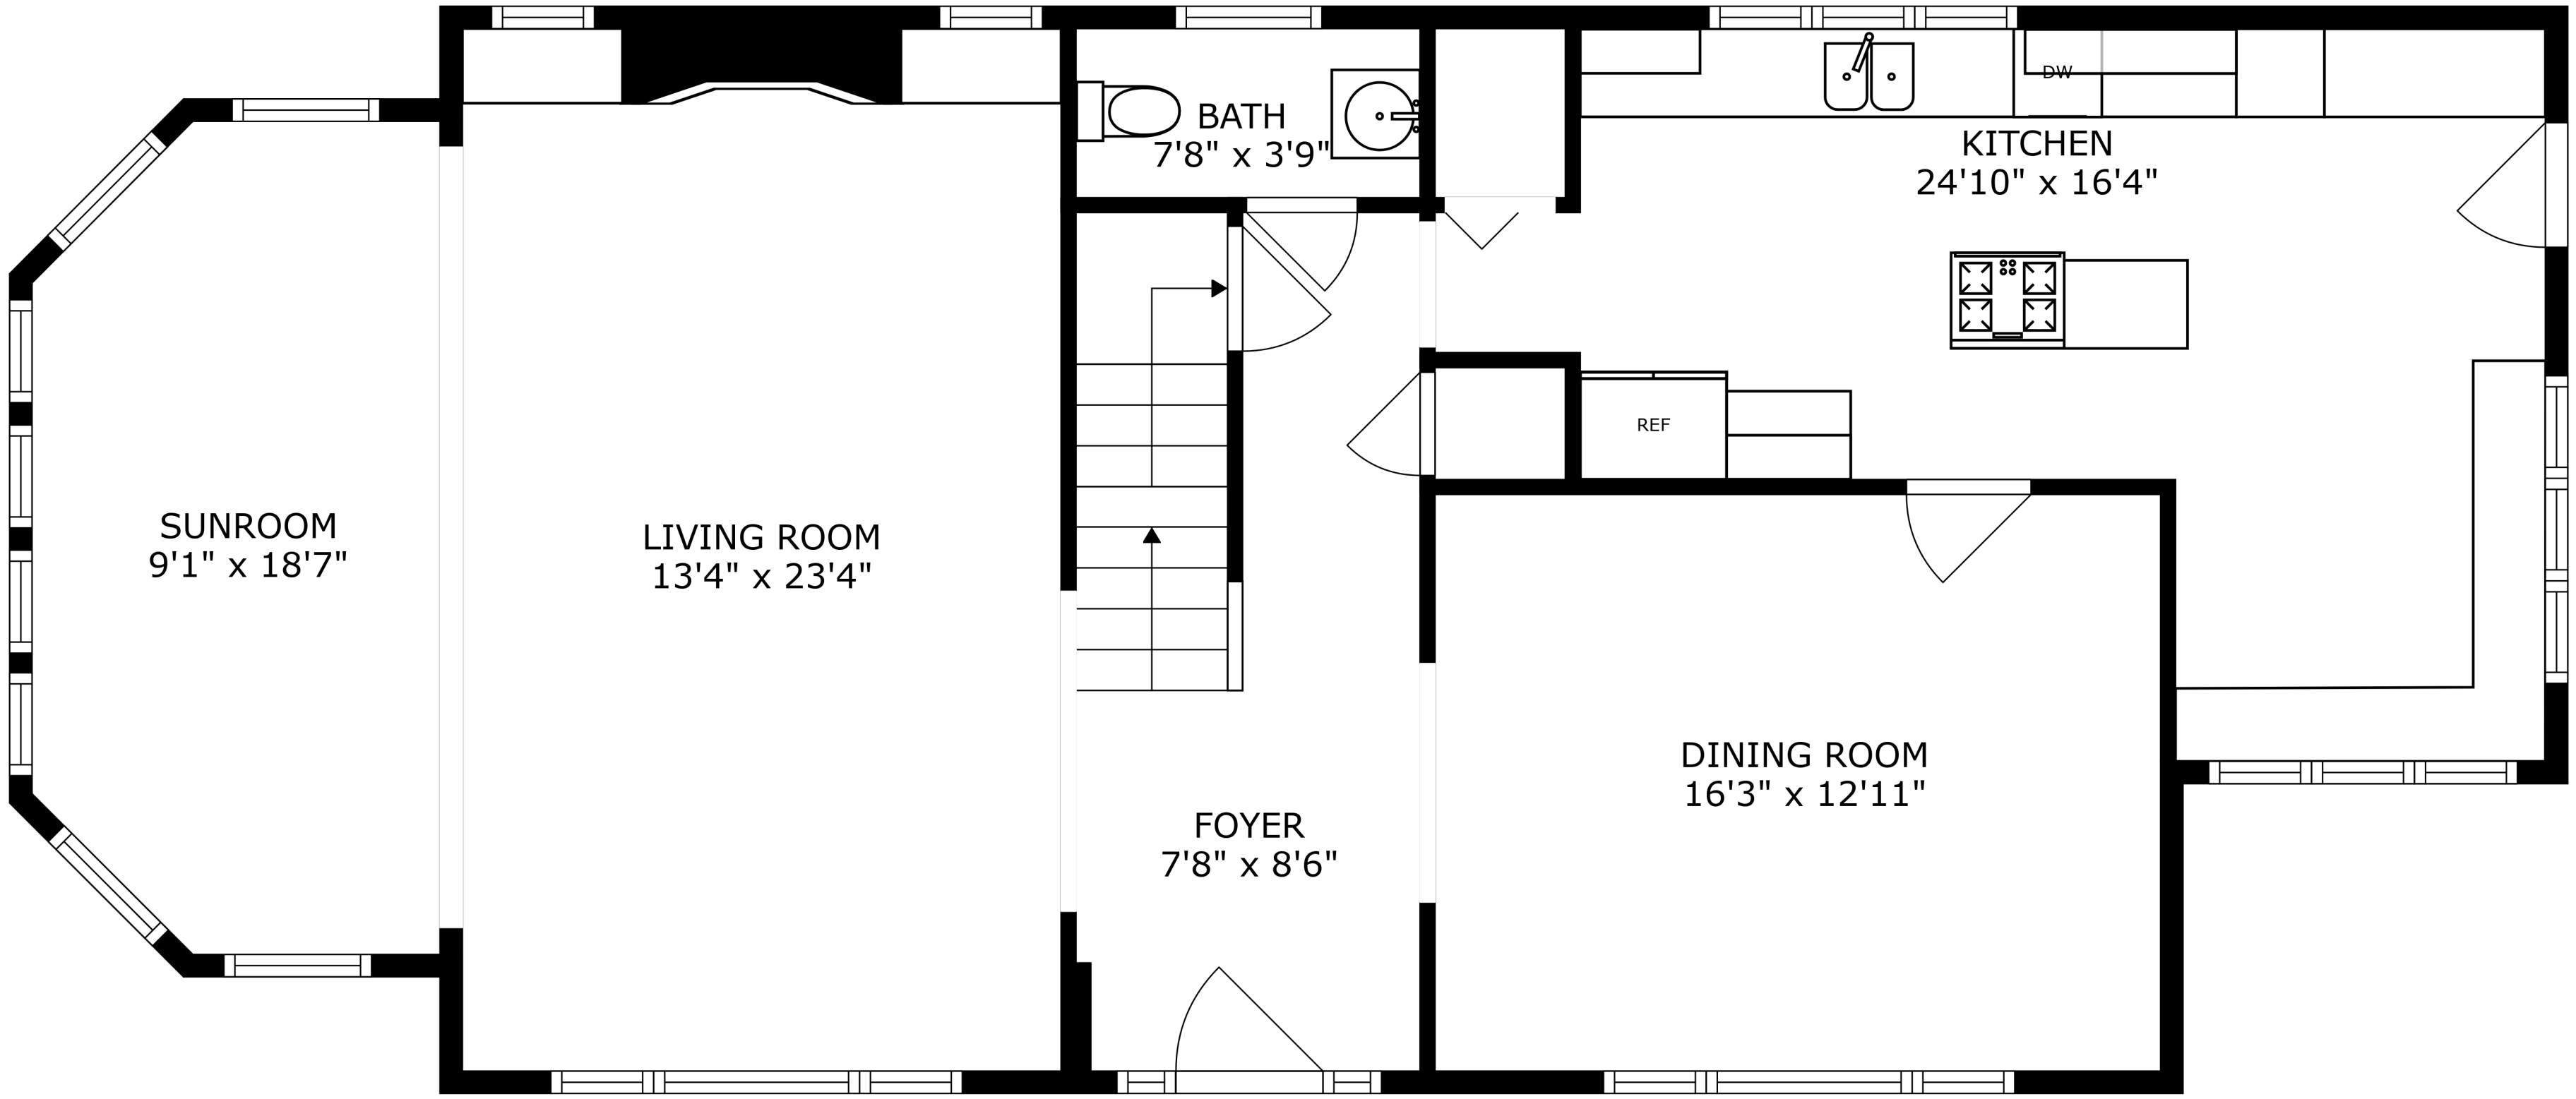 BATH
7'8" x 3'9"
DW
KITCHEN
24'10" x 16'4"
REF
SUNROOM
9'1" x 18'7"
LIVING ROOM
13'4" x 23'4"
DINING ROOM
16'3" x 12'11"
FOYER
7'8" x 8'6"